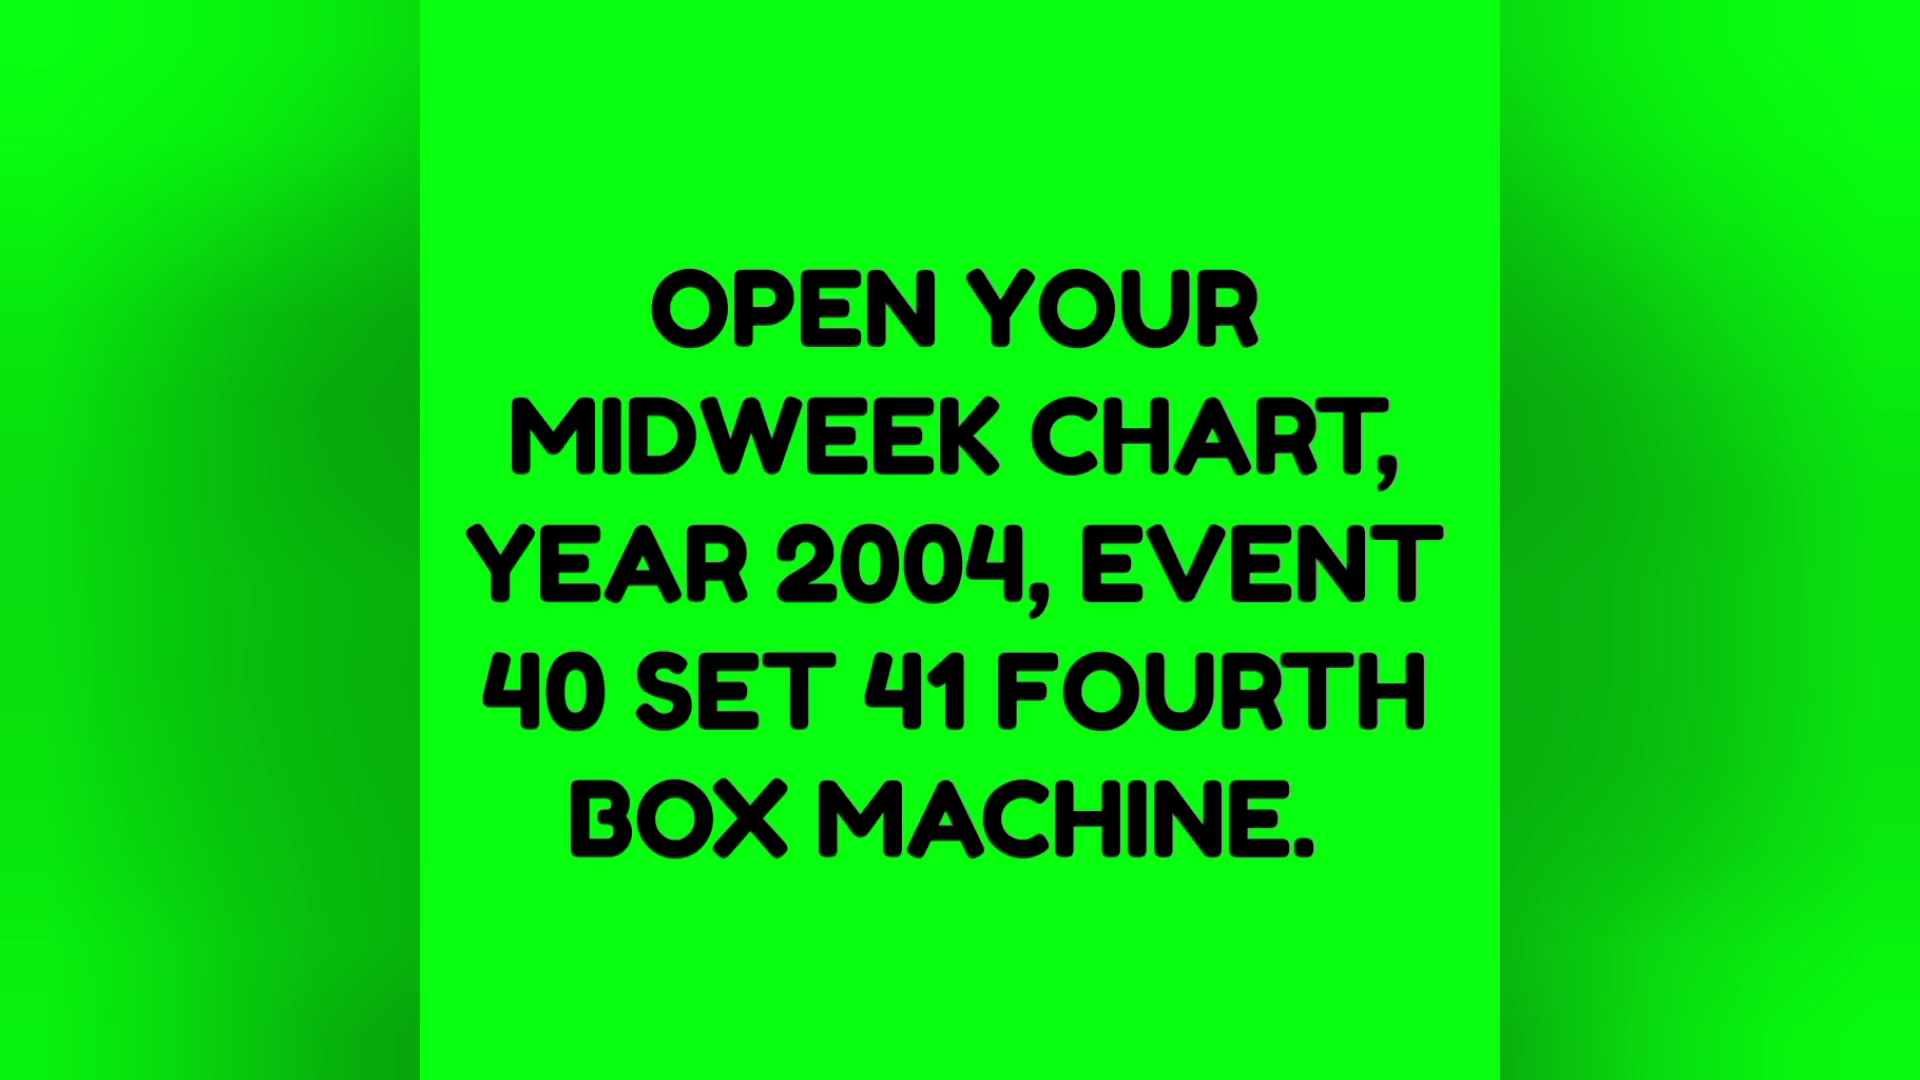 OPEN YOUR
MIDWEEK CHART,
YEAR 2004, EVENT
40 SET 41 FOURTH
BOX MACHINE.